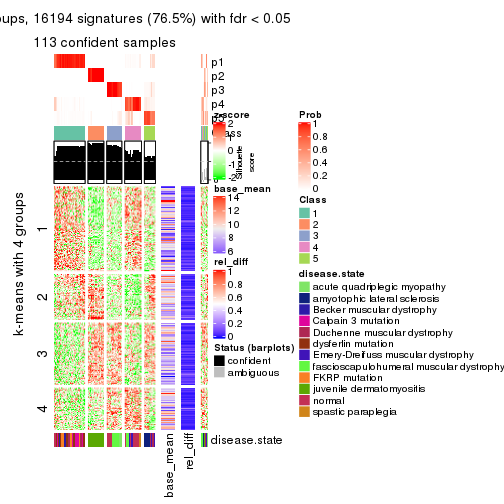 oups, 16194 signatures (76.5%) with fdr < 0.05
113 confident samples
p1
p2
p3
p4
p5
Class
Silhouette
score
k-means with 4 groups
1
2
3
4
disease.state
base_mean
rel_diff
z-score
2
1
0
-1
-2
base_mean
14
12
10
8
6
rel_diff
1
0.8
0.6
0.4
0.2
0
Status (barplots)
confident
ambiguous
Prob
1
0.8
0.6
0.4
0.2
0
Class
1
2
3
4
5
disease.state
acute quadriplegic myopathy
amyotophic lateral sclerosis
Becker muscular dystrophy
Calpain 3 mutation
Duchenne muscular dystrophy
dysferlin mutation
Emery-Dreifuss muscular dystrophy
fascioscapulohumeral muscular dystrophy
FKRP mutation
juvenile dermatomyositis
normal
spastic paraplegia